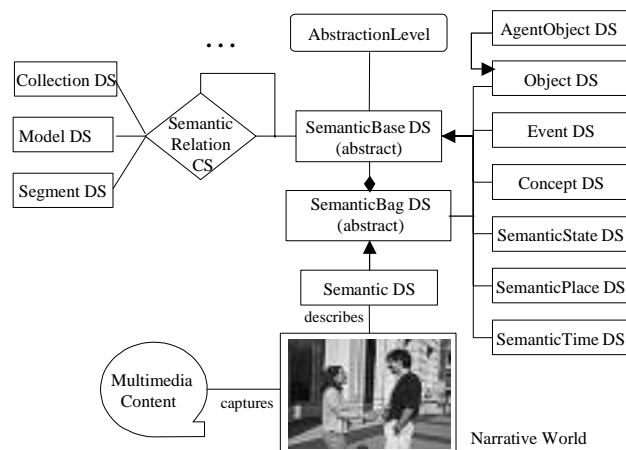 • • •
AbstractionLevel
AgentObject DS
Collection DS
Object DS
Model DS
Semantic
Relation
CS
SemanticBase DS
(abstract)
Event DS
Segment DS
Concept DS
SemanticBag DS
(abstract)
SemanticState DS
Semantic DS
SemanticPlace DS
describes
SemanticTime DS
Multimedia
Content
captures
Narrative World